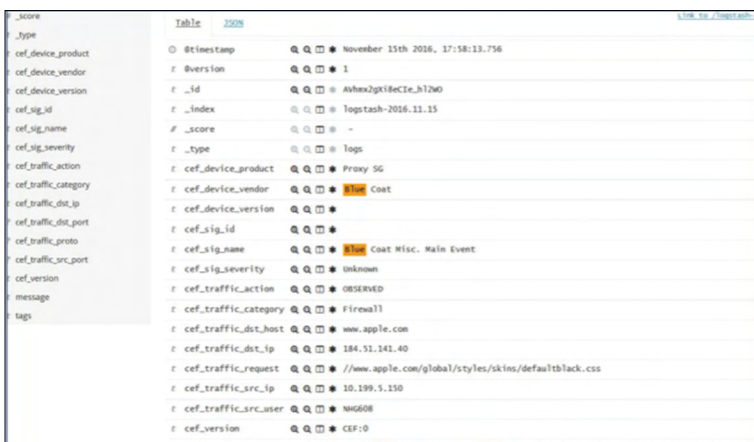 _score
_type
cef_device_product
cef_device_vendor
cef_device_version
cef_sig_id
cef_sig_name
cef_sig_severity
cef_traffic_action
cef_traffic_category
cef_traffic_dst_ip
cef_traffic_dst_port
cef_traffic_proto
cef_traffic_src_port
cef_version
message
tags
Table JSON
Link to /logstash-
@timestamp November 15th 2016, 17:58:13.756
t @version 1
t _id
t _index logstash-2016.11.15
# _score -
t _type logs
t cef_device_product Proxy SG
t cef_device_vendor Blue Coat
t cef_device_version
t cef_sig_id
t cef_sig_name Blue Coat Misc. Main Event
t cef_sig_severity Unknown
t cef_traffic_action OBSERVED
t cef_traffic_category Firewall
t cef_traffic_dst_host www.apple.com
t cef_traffic_dst_ip 184.51.141.40
t cef_traffic_request //www.apple.com/global/styles/skins/defaultblack.css
t cef_traffic_src_ip 10.199.5.150
t cef_traffic_src_user NHG608
t cef_version CEF:0